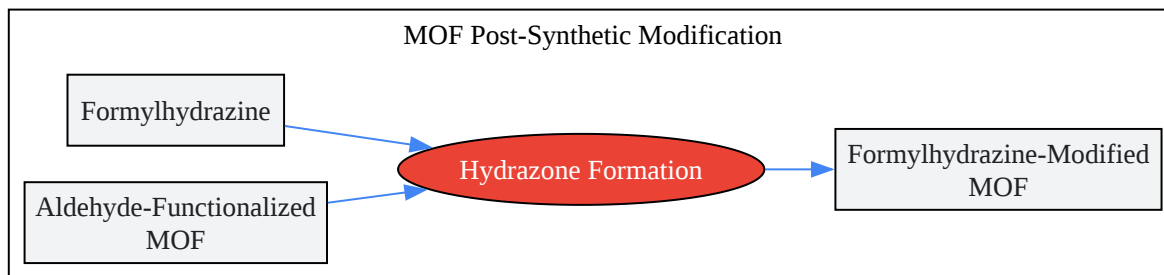 MOF Post-Synthetic Modification
Formylhydrazine
Aldehyde-Functionalized
MOF
Hydrazone Formation
Formylhydrazine-Modified
MOF